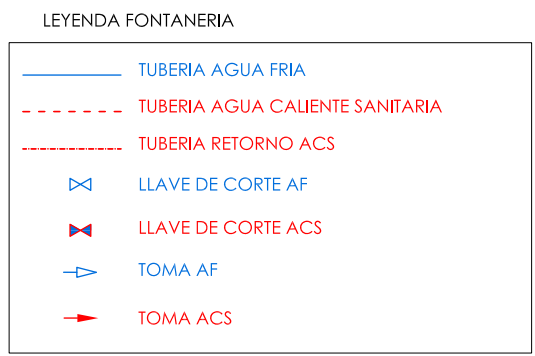 LEYENDA FONTANERIA
TUBERIA AGUA FRIA
TUBERIA AGUA CALIENTE SANITARIA
TUBERIA RETORNO ACS
LLAVE DE CORTE AF
LLAVE DE CORTE ACS
TOMA AF
TOMA ACS